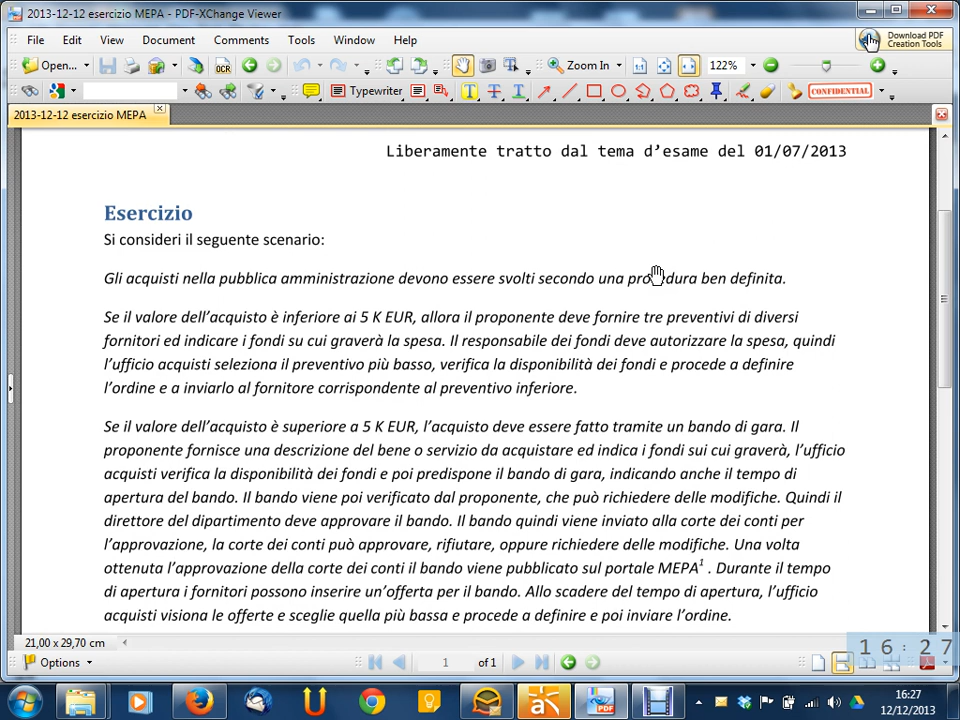 2013-12-12 esercizio MEPA - PDF-XChange Viewer
File Edit View Document Comments Tools Window Help
Download PDF
Creation Tools
Open... OCR Zoom In 122%
Typewriter CONFIDENTIAL
2013-12-12 esercizio MEPA
Liberamente tratto dal tema d’esame del 01/07/2013
Esercizio
Si consideri il seguente scenario:
Gli acquisti nella pubblica amministrazione devono essere svolti secondo una procedura ben definita.
Se il valore dell’acquisto è inferiore ai 5 K EUR, allora il proponente deve fornire tre preventivi di diversi
fornitori ed indicare i fondi su cui graverà la spesa. Il responsabile dei fondi deve autorizzare la spesa, quindi
l’ufficio acquisti seleziona il preventivo più basso, verifica la disponibilità dei fondi e procede a definire
l’ordine e a inviarlo al fornitore corrispondente al preventivo inferiore.
Se il valore dell’acquisto è superiore a 5 K EUR, l’acquisto deve essere fatto tramite un bando di gara. Il
proponente fornisce una descrizione del bene o servizio da acquistare ed indica i fondi sui cui graverà, l’ufficio
acquisti verifica la disponibilità dei fondi e poi predispone il bando di gara, indicando anche il tempo di
apertura del bando. Il bando viene poi verificato dal proponente, che può richiedere delle modifiche. Quindi il
direttore del dipartimento deve approvare il bando. Il bando quindi viene inviato alla corte dei conti per
l’approvazione, la corte dei conti può approvare, rifiutare, oppure richiedere delle modifiche. Una volta
ottenuta l’approvazione della corte dei conti il bando viene pubblicato sul portale MEPA¹ . Durante il tempo
di apertura i fornitori possono inserire un’offerta per il bando. Allo scadere del tempo di apertura, l’ufficio
acquisti visiona le offerte e sceglie quella più bassa e procede a definire e poi inviare l’ordine.
21,00 x 29,70 cm
16:27
Options 1 of 1
16:27
12/12/2013